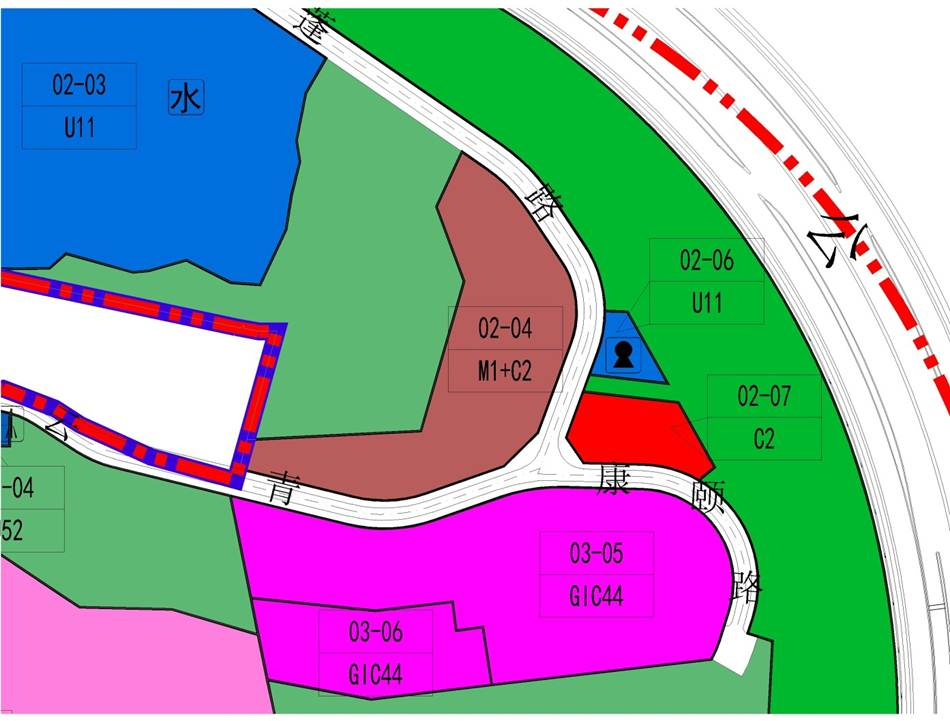 蓬
02-03
水
U11
路
公
02-06
U11
02-04
M1+C2
02-07
C2
公
青
康
颐
路
-04
52
03-05
GIC44
03-06
GIC44